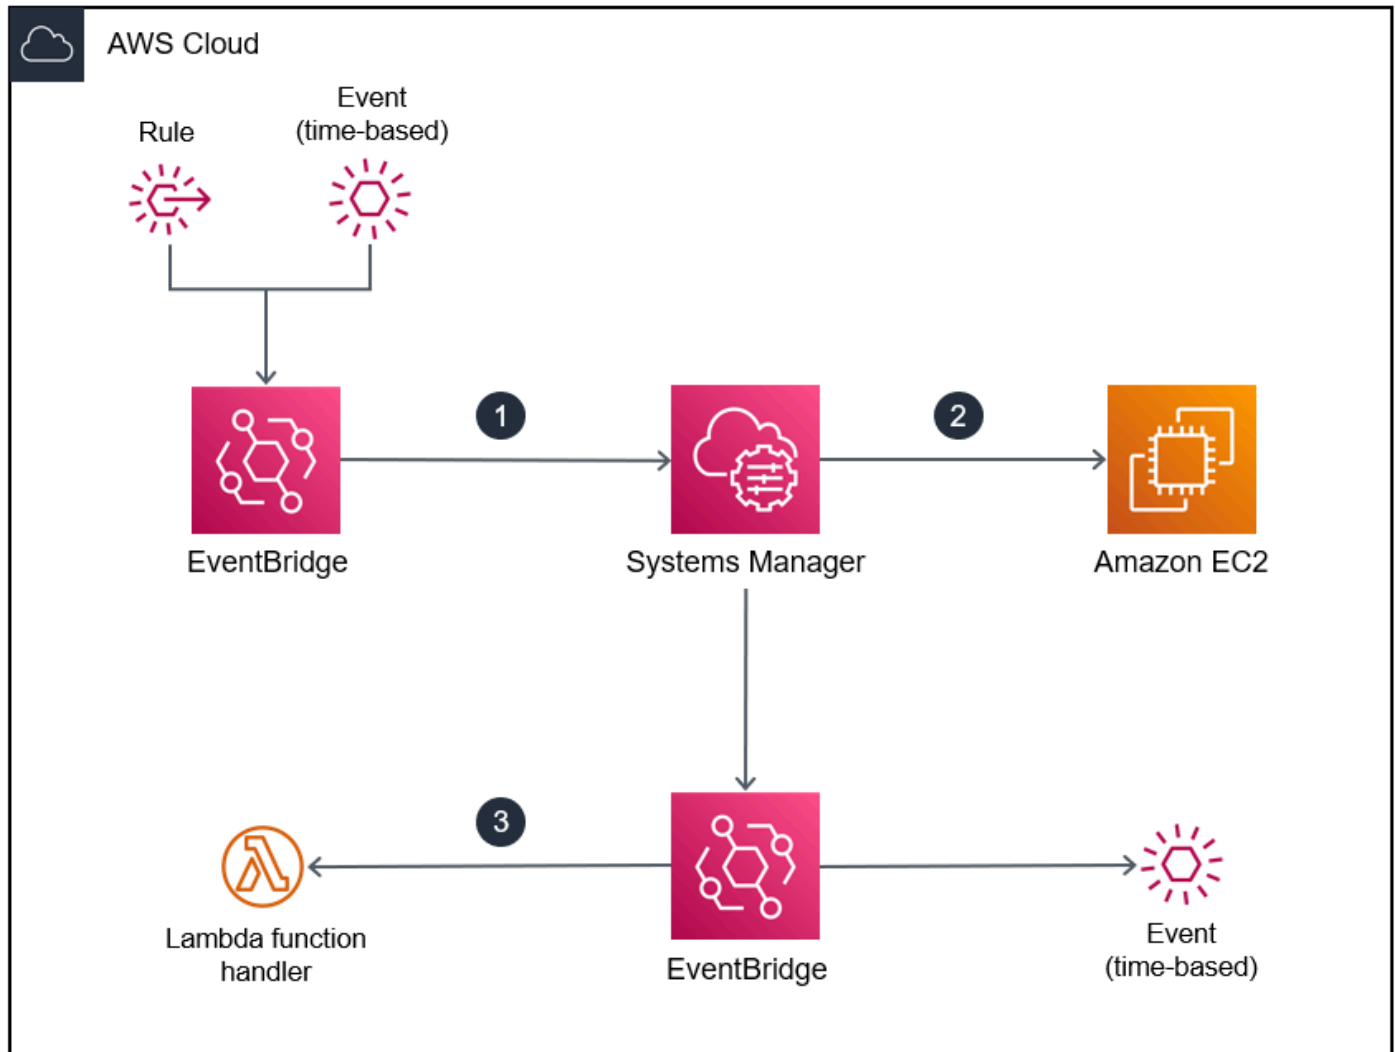 AWS Cloud
Rule
Event
(time-based)
1
2
EventBridge
Systems Manager
Amazon EC2
3
Lambda function
handler
EventBridge
Event
(time-based)